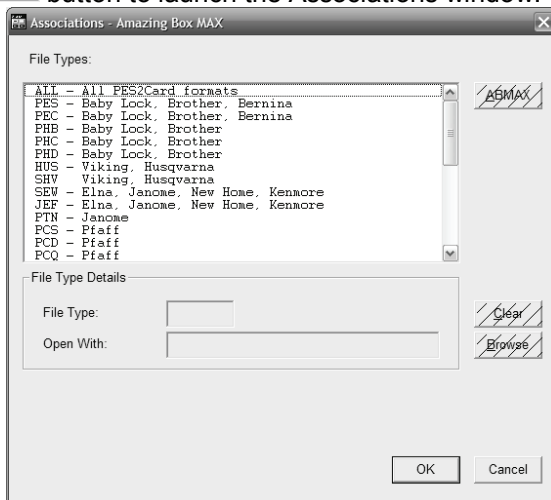 button to launch the Associations window.
Associations - Amazing Box MAX
File Types:
ALL - All PES2Card formats
PES - Baby Lock, Brother, Bernina
PEC - Baby Lock, Brother, Bernina
PHB - Baby Lock, Brother
PHC - Baby Lock, Brother
PHD - Baby Lock, Brother
HUS - Viking, Husqvarna
SHV - Viking, Husqvarna
SEW - Elna, Janome, New Home, Kenmore
JEF - Elna, Janome, New Home, Kenmore
PTN - Janome
PCS - Pfaff
PCD - Pfaff
PCQ - Pfaff
ABMAX
File Type Details
File Type:
Open With:
Clear
Browse
OK
Cancel